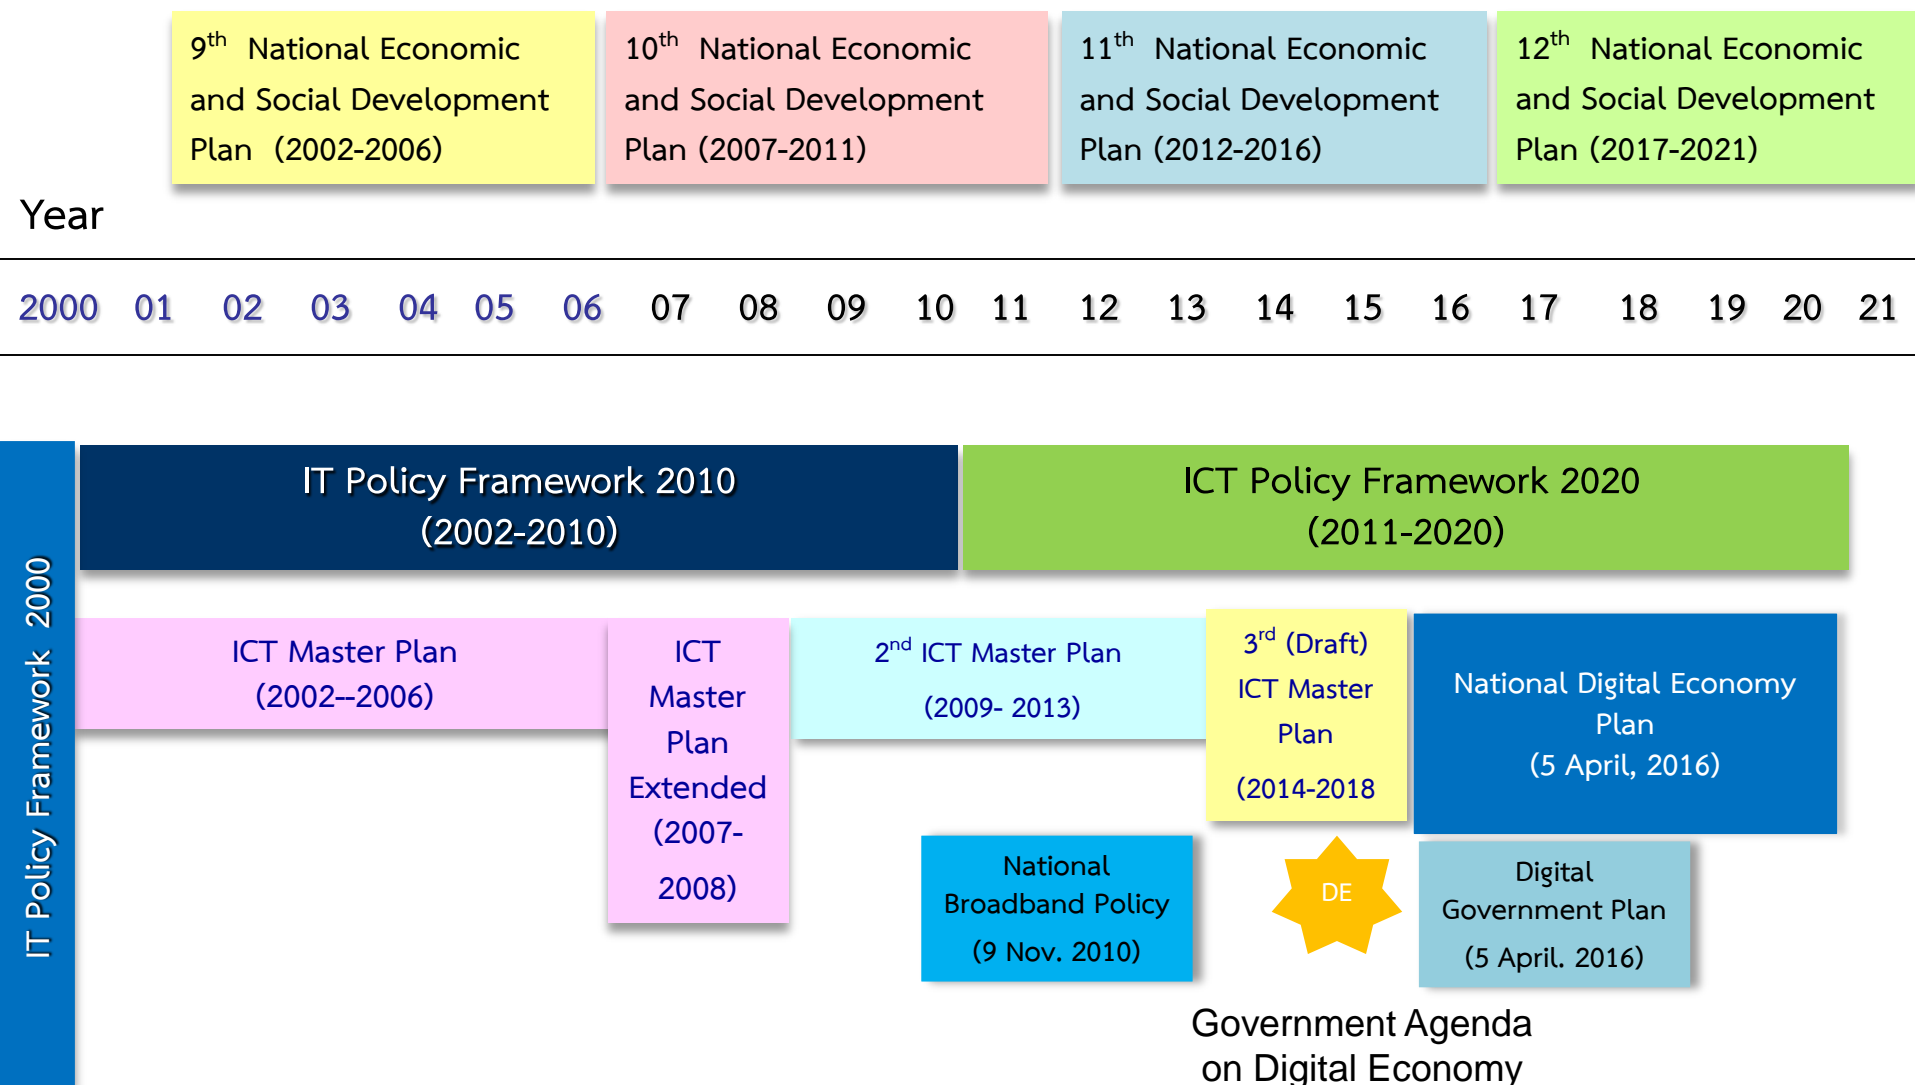 9th National Economic
and Social Development
Plan (2002-2006)
10th National Economic
and Social Development
Plan (2007-2011)
11th National Economic
and Social Development
Plan (2012-2016)
12th National Economic
and Social Development
Plan (2017-2021)
Year
2000 01 02 03 04 05 06 07 08 09 10 11 12 13 14 15 16 17 18 19 20 21
IT Policy Framework 2000
IT Policy Framework 2010
(2002-2010)
ICT Policy Framework 2020
(2011-2020)
ICT Master Plan
(2002--2006)
ICT
Master
Plan
Extended
(2007-
2008)
2nd ICT Master Plan
(2009- 2013)
3rd (Draft)
ICT Master
Plan
(2014-2018
National Digital Economy
Plan
(5 April, 2016)
National
Broadband Policy
(9 Nov. 2010)
DE
Digital
Government Plan
(5 April. 2016)
Government Agenda
on Digital Economy